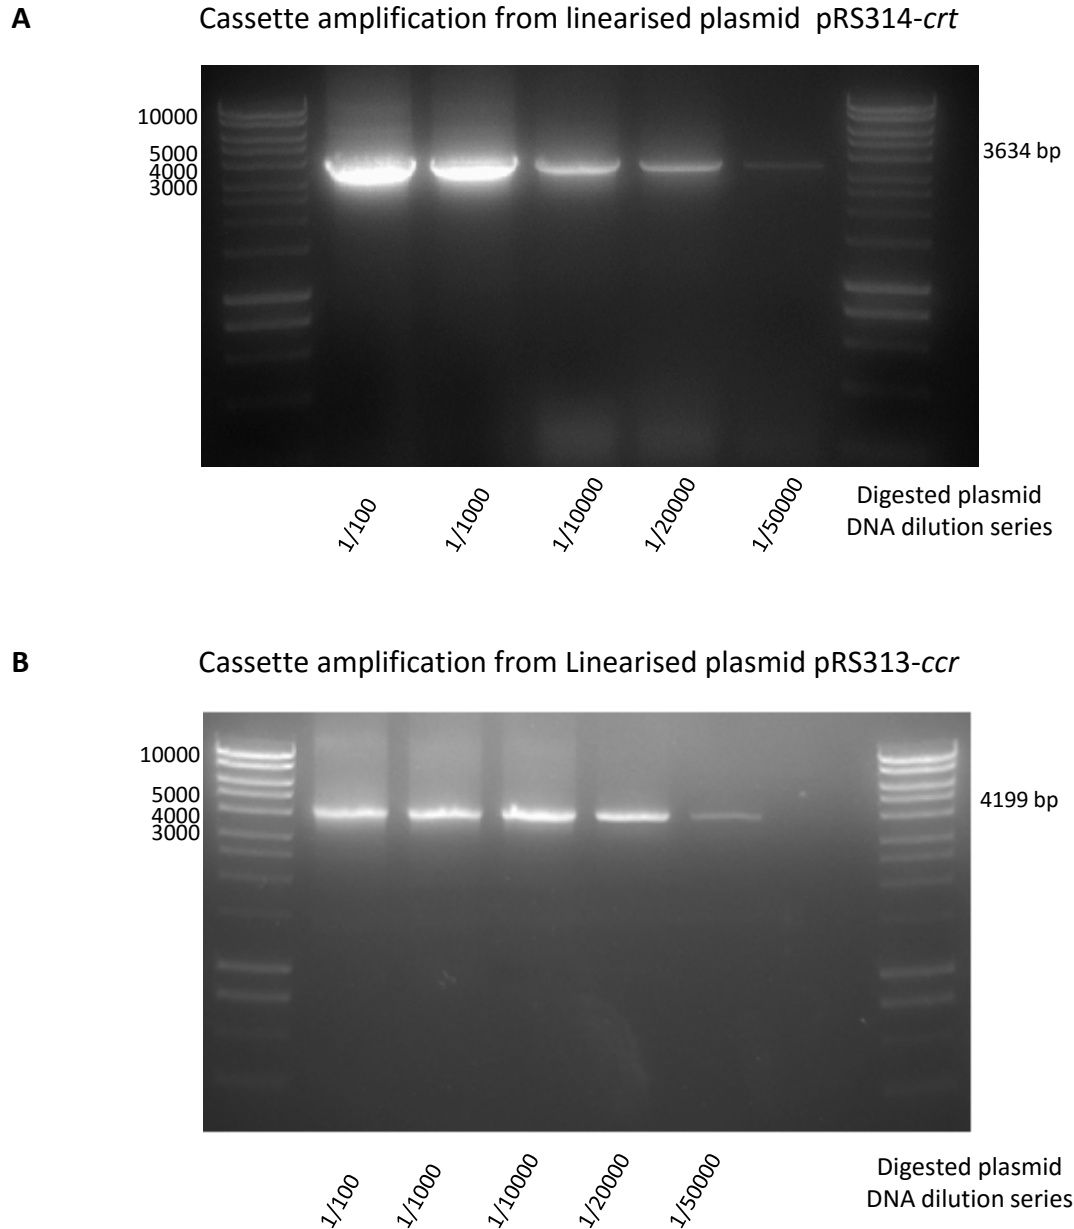 A
Cassette amplification from linearised plasmid pRS314-crt
10000
5000
4000
3000
3634 bp
1/100
1/1000
1/10000
1/20000
1/50000
Digested plasmid
DNA dilution series
B
Cassette amplification from Linearised plasmid pRS313-ccr
10000
5000
4000
3000
4199 bp
1/100
1/1000
1/10000
1/20000
1/50000
Digested plasmid
DNA dilution series